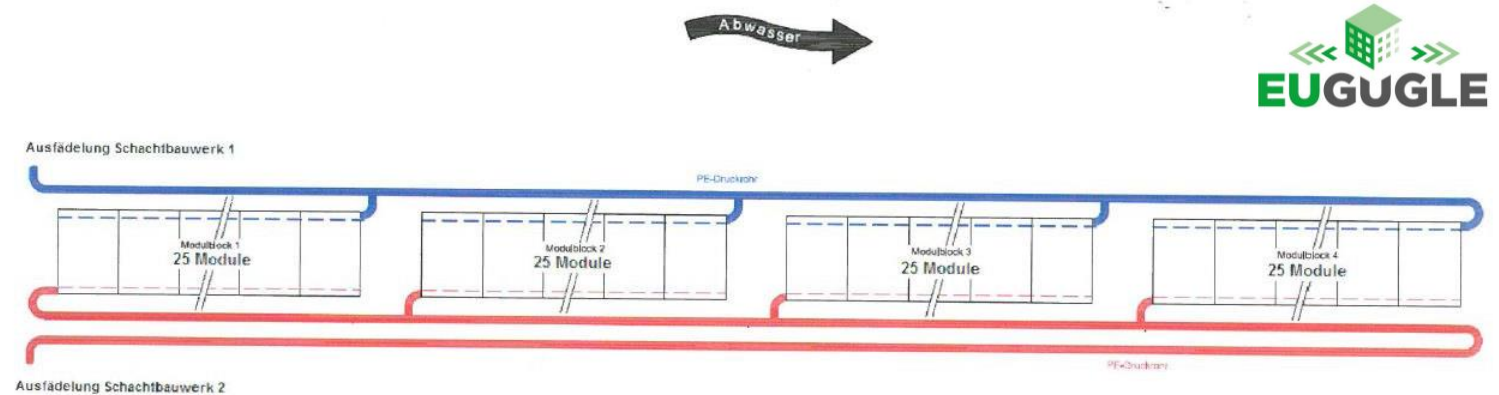 Abwasser
EUGUGLE
Ausfädelung Schachtbauwerk 1
PE-Druckrohr
Modulblock 1
25 Module
Modulblock 2
25 Module
Modulblock 3
25 Module
Modulblock 4
25 Module
PE-Druckrohr
Ausfädelung Schachtbauwerk 2